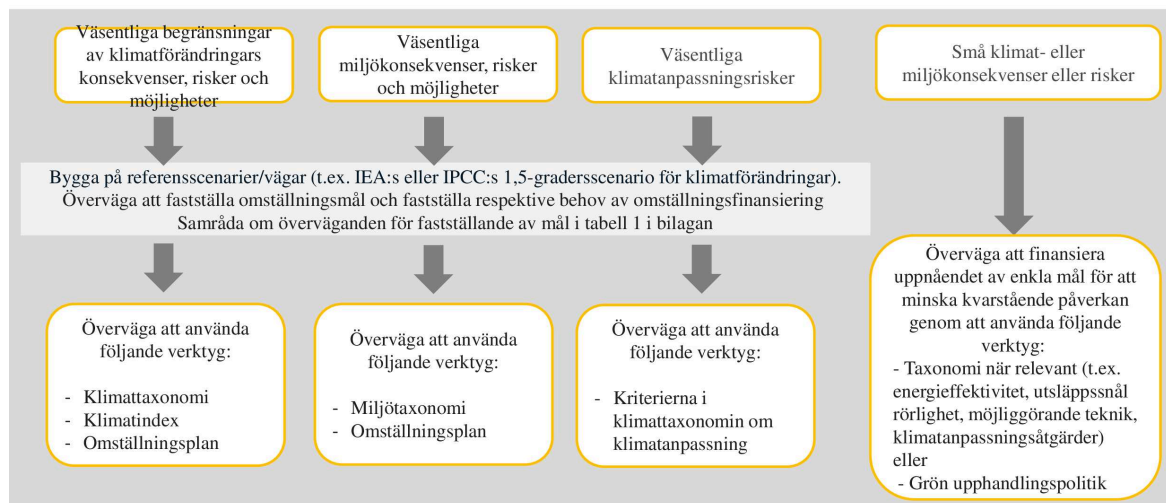 Väsentliga begränsningar
av klimatförändringars
konsekvenser, risker och
möjligheter
Väsentliga
miljökonsekvenser, risker
och möjligheter
Väsentliga
klimatanpassningsrisker
Små klimat- eller
miljökonsekvenser eller risker
Bygga på referensscenarier/vägar (t.ex. IEA:s eller IPCC:s 1,5-gradersscenario för klimatförändringar).
Överväga att fastställa omställningsmål och fastställa respektive behov av omställningsfinansiering
Samråda om överväganden för fastställande av mål i tabell 1 i bilagan
Överväga att använda
följande verktyg:
- Klimattaxonomi
- Klimatindex
- Omställningsplan
Överväga att använda
följande verktyg:
- Miljötaxonomi
- Omställningsplan
Överväga att använda
följande verktyg:
- Kriterierna i
klimattaxonomin om
klimatanpassning
Överväga att finansiera
uppnåendet av enkla mål för att
minska kvarstående påverkan
genom att använda följande
verktyg:
- Taxonomi när relevant (t.ex.
energieffektivitet, utsläppssnål
rörlighet, möjliggörande teknik,
klimatanpassningsåtgärder)
eller
- Grön upphandlingspolitik